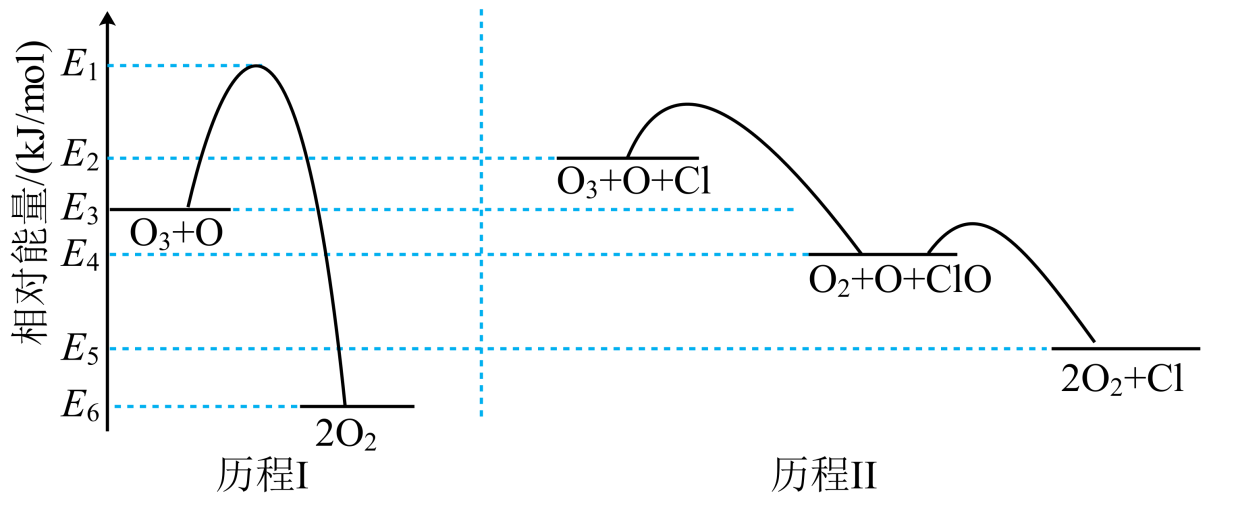 相对能量/(kJ/mol)
E₁
E₂
E₃
E₄
E₅
E₆
O₃+O
2O₂
历程I
O₃+O+Cl
O₂+O+ClO
2O₂+Cl
历程II